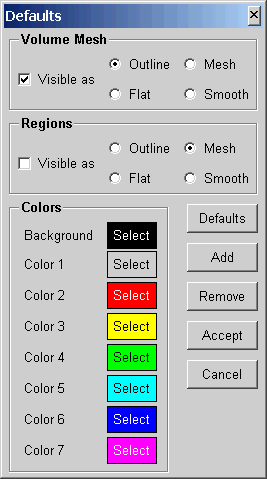 Defaults
Volume Mesh
Visible as
Outline
Mesh
Flat
Smooth
Regions
Visible as
Outline
Mesh
Flat
Smooth
Colors
Background Select
Color 1 Select
Color 2 Select
Color 3 Select
Color 4 Select
Color 5 Select
Color 6 Select
Color 7 Select
Defaults
Add
Remove
Accept
Cancel